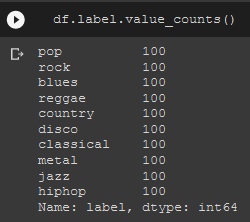 df.label.value_counts()
pop 100
rock 100
blues 100
reggae 100
country 100
disco 100
classical 100
metal 100
jazz 100
hiphop 100
Name: label, dtype: int64